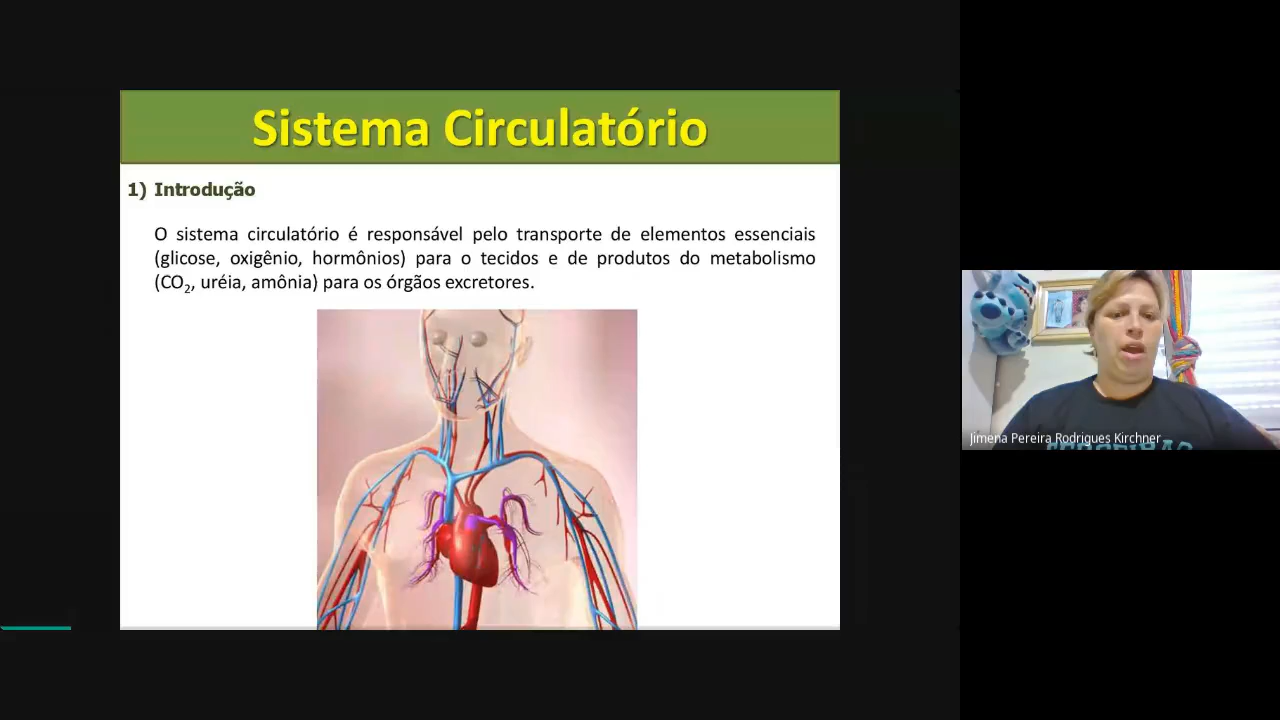 Sistema Circulatório
1) Introdução
O sistema circulatório é responsável pelo transporte de elementos essenciais
(glicose, oxigênio, hormônios) para o tecidos e de produtos do metabolismo
(CO₂, uréia, amônia) para os órgãos excretores.
Jimena Pereira Rodrigues Kirchner